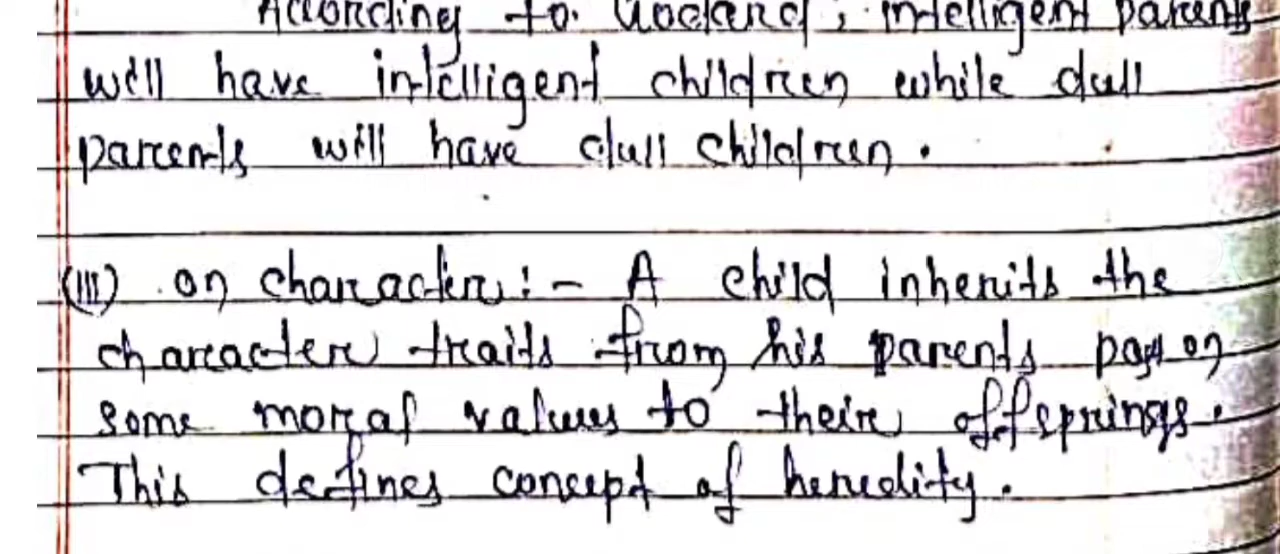 According to Godard, intelligent parents
will have intelligent children while dull
parents will have dull children.
(III) on character :- A child inherits the
character traits from his parents pass on
some moral values to their offsprings.
This defines concept of heredity.